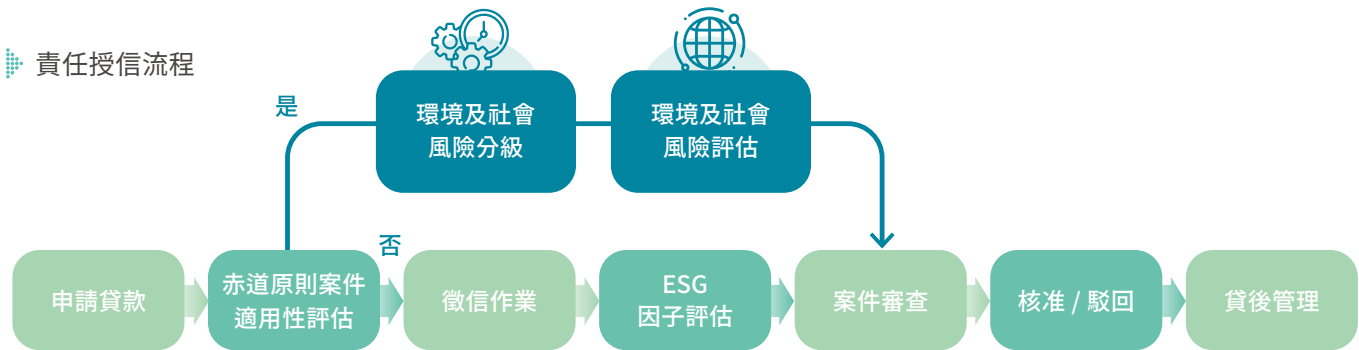 責任授信流程
是
環境及社會
風險分級
環境及社會
風險評估
否
申請貸款
赤道原則案件
適用性評估
徵信作業
ESG
因子評估
案件審查
核准 / 駁回
貸後管理